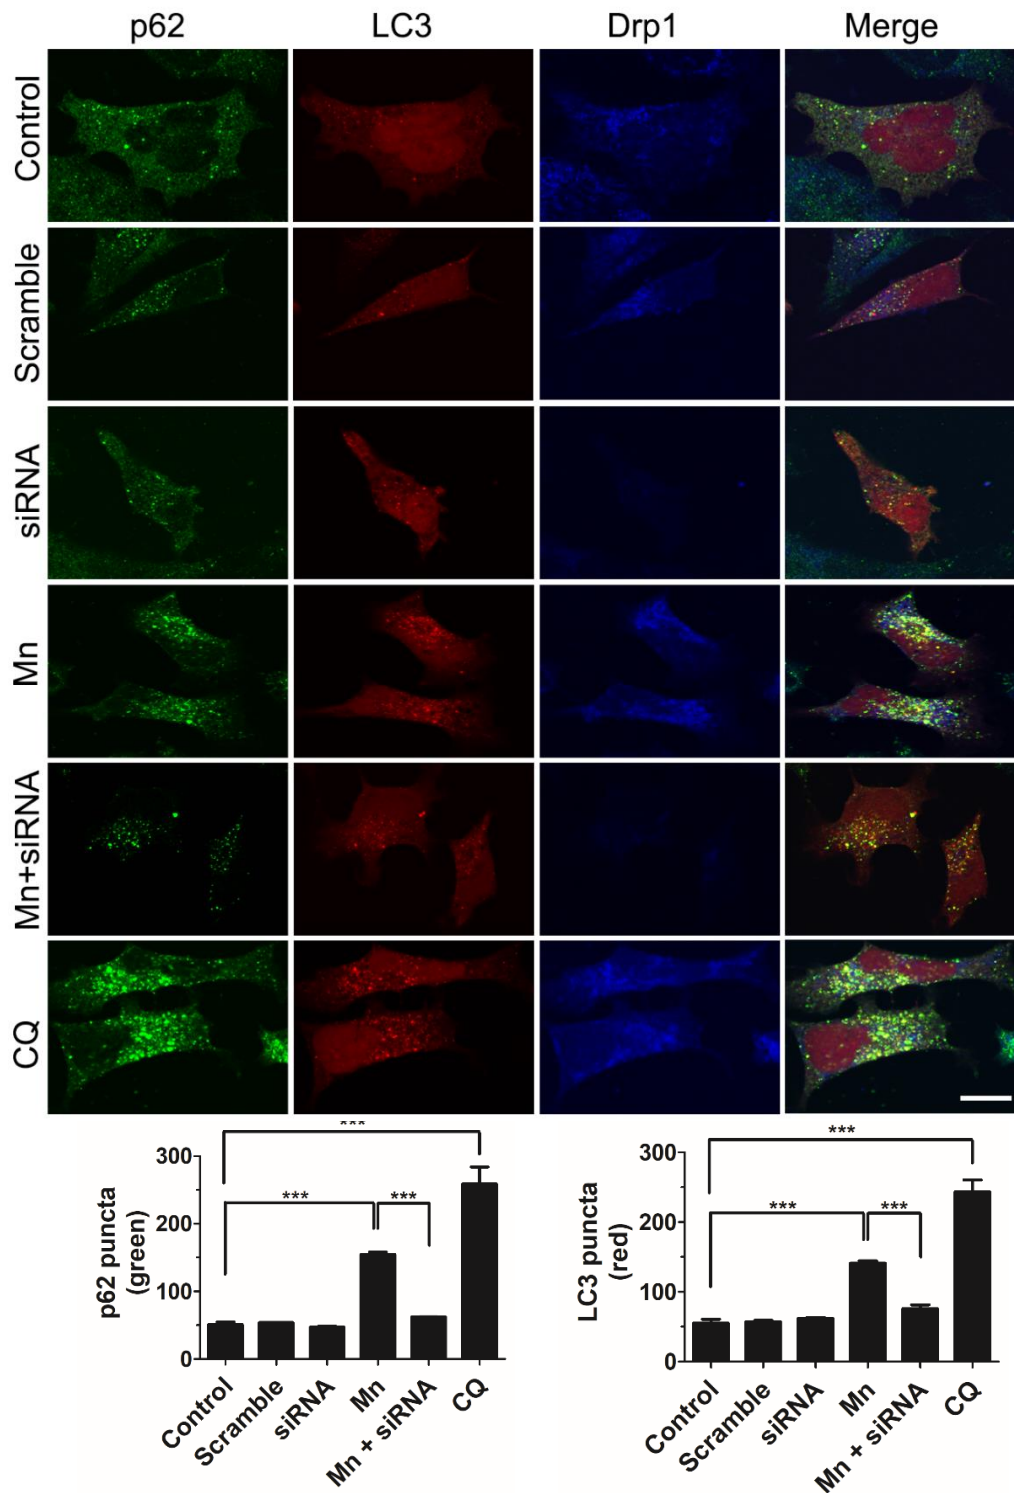 p62 LC3 Drp1 Merge
Control
Scramble
siRNA
Mn
Mn+siRNA
CQ
***
300
200
100
0
p62 puncta
(green)
***
***
Control
Scramble
siRNA
Mn
Mn + siRNA
CQ
***
300
200
100
0
LC3 puncta
(red)
***
***
Control
Scramble
siRNA
Mn
Mn + siRNA
CQ